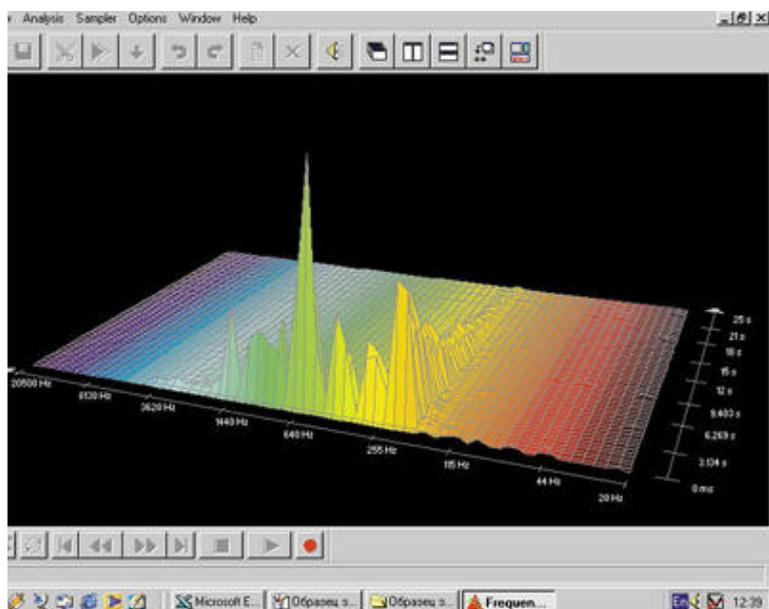 Analysis Sampler Options Window Help
25 s
21 s
18 s
15 s
12 s
9.403 s
6.269 s
3.134 s
0 ms
20500 Hz
8130 Hz
3620 Hz
1440 Hz
640 Hz
255 Hz
115 Hz
44 Hz
20 Hz
Microsoft E...
Образец з...
Образец з...
Frequen...
En
12:39